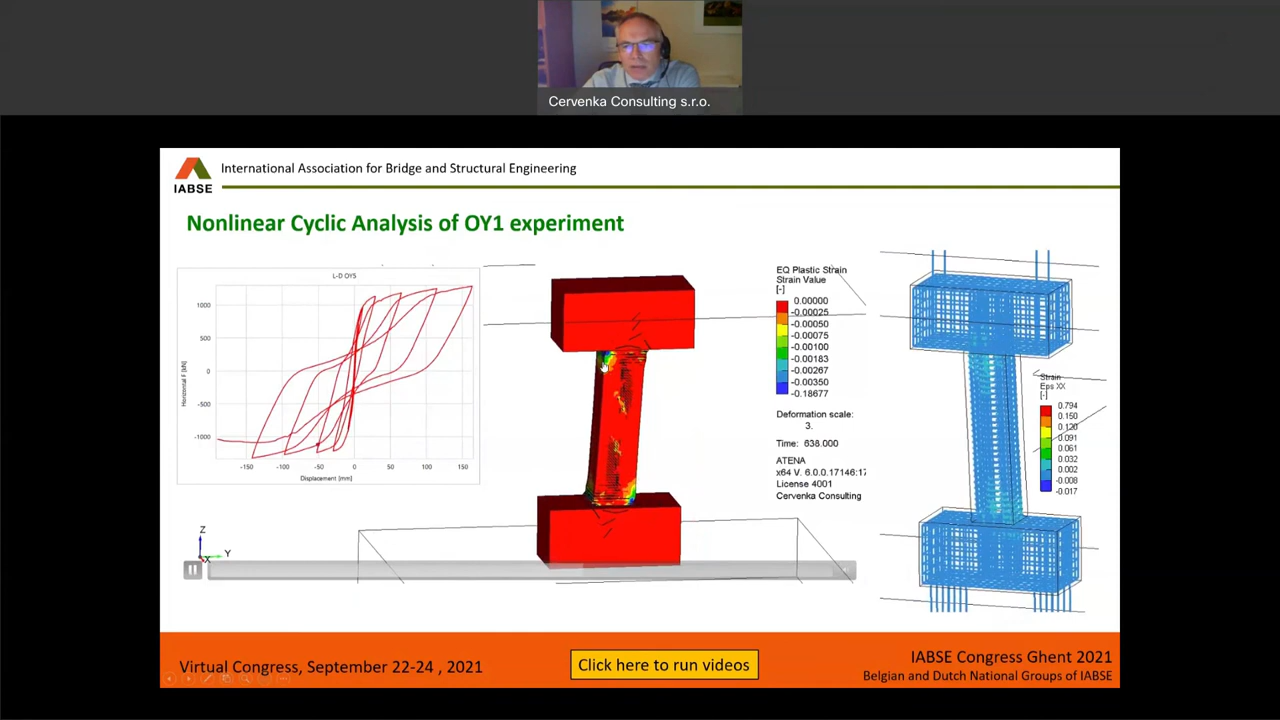 Cervenka Consulting s.r.o.
IABSE
International Association for Bridge and Structural Engineering
Nonlinear Cyclic Analysis of OY1 experiment
L-D OY5
Horizontal F [kN]
1000
500
0
-500
-1000
-150
-100
-50
0
50
100
150
Displacement [mm]
EQ Plastic Strain
Strain Value
[-]
0.00000
-0.00025
-0.00050
-0.00075
-0.00100
-0.00183
-0.00267
-0.00350
-0.18677
Deformation scale:
3.
Time: 638.000
ATENA
x64 V. 6.0.0.17146:17
License 4001
Cervenka Consulting
Strain
Eps XX
[-]
0.794
0.150
0.120
0.091
0.061
0.032
0.002
-0.017
Z
Y
X
Virtual Congress, September 22-24 , 2021
Click here to run videos
IABSE Congress Ghent 2021
Belgian and Dutch National Groups of IABSE